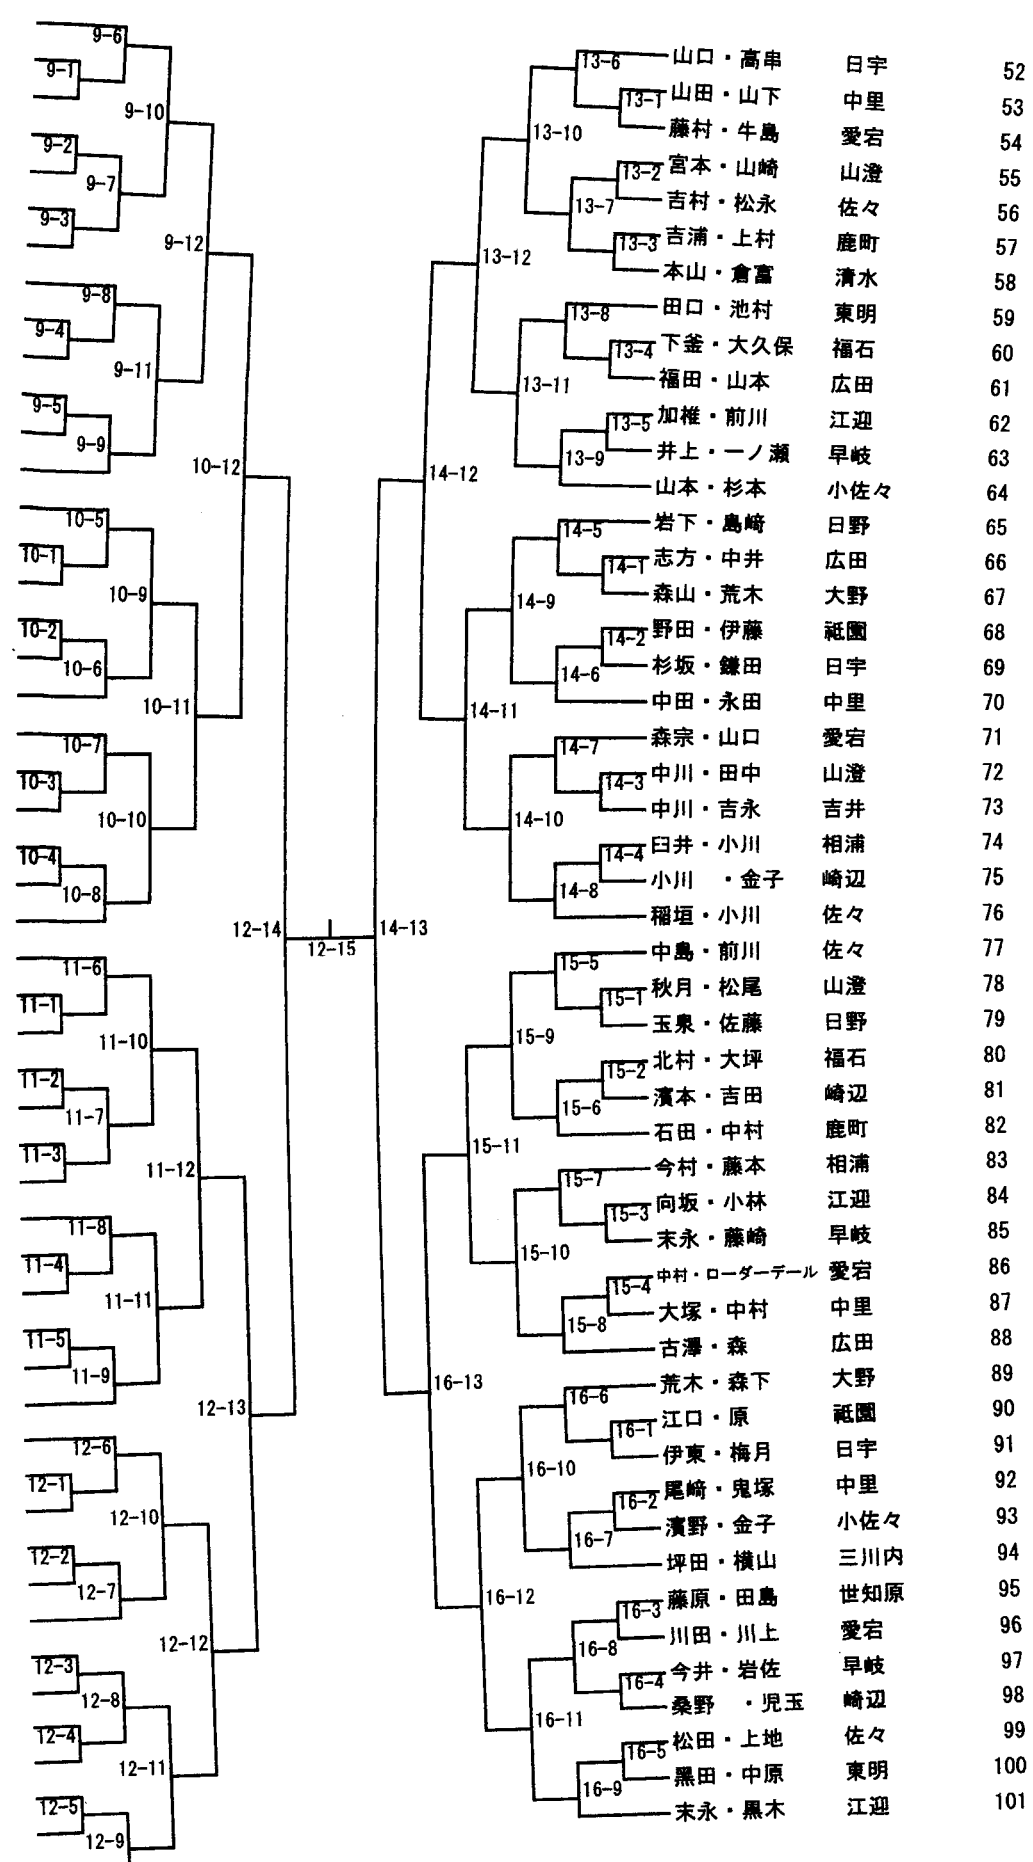 9-6
9-1
9-10
9-2
9-7
9-3
9-12
9-8
9-4
9-11
9-5
9-9
10-12
10-5
10-1
10-9
10-2
10-6
10-11
10-7
10-3
10-10
10-4
10-8
12-14
12-15
11-6
11-1
11-10
11-2
11-7
11-3
11-12
11-8
11-4
11-11
11-5
11-9
12-13
12-6
12-1
12-10
12-2
12-7
12-12
12-3
12-8
12-4
12-11
12-5
12-9
14-13
13-6 山口・高串 日宇 52
13-1 山田・山下 中里 53
13-10 藤村・牛島 愛宕 54
13-2 宮本・山崎 山澄 55
13-7 吉村・松永 佐々 56
13-3 吉浦・上村 鹿町 57
13-12 本山・倉富 清水 58
13-8 田口・池村 東明 59
13-4 下釜・大久保 福石 60
13-11 福田・山本 広田 61
13-5 加椎・前川 江迎 62
13-9 井上・一ノ瀬 早岐 63
14-12 山本・杉本 小佐々 64
14-5 岩下・島﨑 日野 65
14-1 志方・中井 広田 66
14-9 森山・荒木 大野 67
14-2 野田・伊藤 祗園 68
14-6 杉坂・鎌田 日宇 69
14-11 中田・永田 中里 70
14-7 森宗・山口 愛宕 71
14-3 中川・田中 山澄 72
14-10 中川・吉永 吉井 73
14-4 臼井・小川 相浦 74
14-8 小川 ・金子 崎辺 75
稲垣・小川 佐々 76
15-5 中島・前川 佐々 77
15-1 秋月・松尾 山澄 78
15-9 玉泉・佐藤 日野 79
15-2 北村・大坪 福石 80
15-6 濱本・吉田 崎辺 81
15-11 石田・中村 鹿町 82
15-7 今村・藤本 相浦 83
15-3 向坂・小林 江迎 84
15-10 末永・藤崎 早岐 85
15-4 中村・ローダーデール 愛宕 86
15-8 大塚・中村 中里 87
古澤・森 広田 88
16-13 荒木・森下 大野 89
16-6
16-1 江口・原 祗園 90
16-10 伊東・梅月 日宇 91
16-2 尾﨑・鬼塚 中里 92
16-7 濱野・金子 小佐々 93
坪田・横山 三川内 94
16-12 藤原・田島 世知原 95
16-3
16-8 川田・川上 愛宕 96
16-4 今井・岩佐 早岐 97
16-11 桑野 ・児玉 崎辺 98
16-5 松田・上地 佐々 99
16-9 黒田・中原 東明 100
末永・黒木 江迎 101